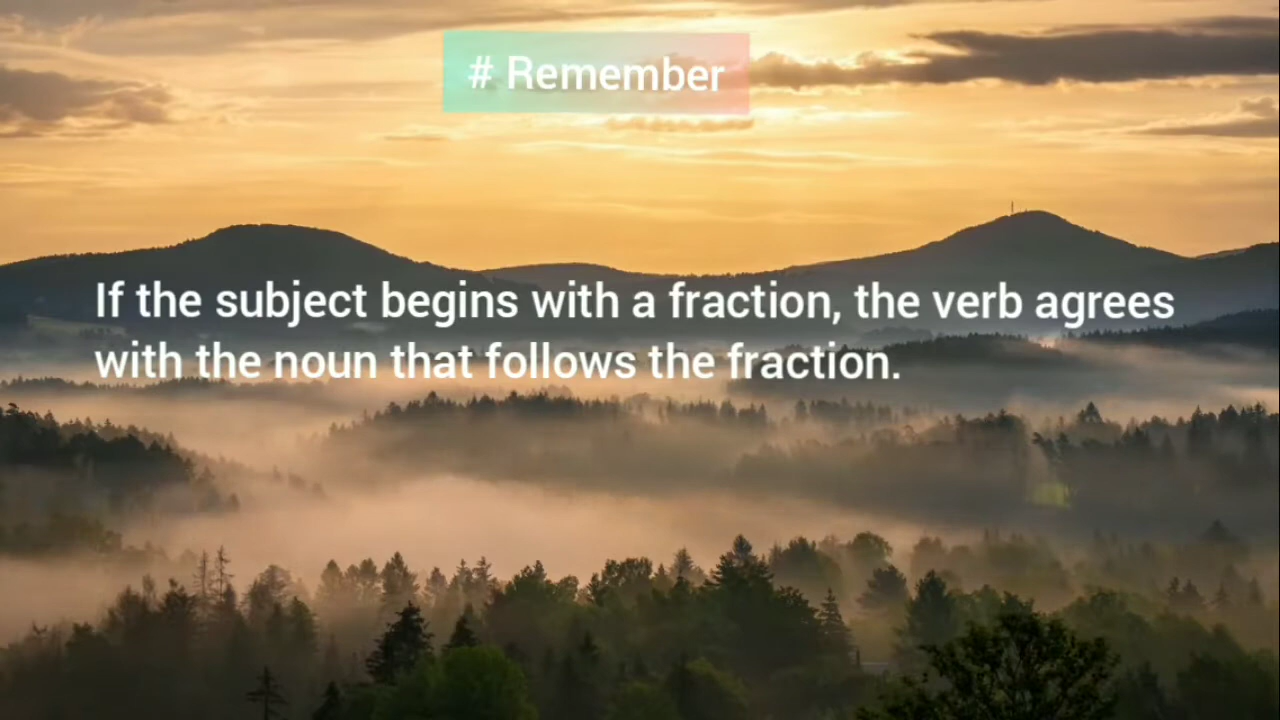 # Remember
If the subject begins with a fraction, the verb agrees
with the noun that follows the fraction.